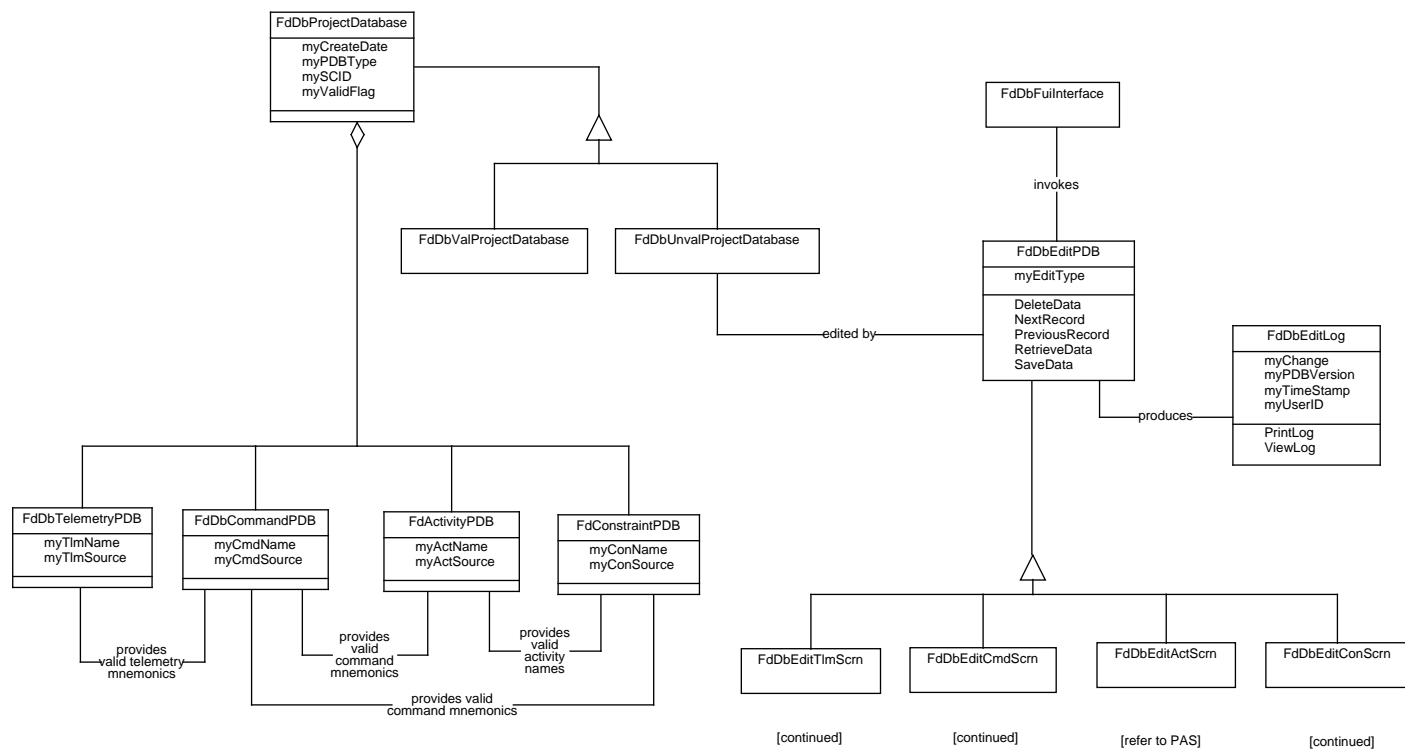 FdDbProjectDatabase
myCreateDate
myPDBType
mySCID
myValidFlag
FdDbFuiInterface
invokes
FdDbValProjectDatabase
FdDbUnvalProjectDatabase
FdDbEditPDB
myEditType
DeleteData
NextRecord
PreviousRecord
RetrieveData
SaveData
edited by
FdDbEditLog
myChange
myPDBVersion
myTimeStamp
myUserID
PrintLog
ViewLog
produces
FdDbTelemetryPDB
myTlmName
myTlmSource
FdDbCommandPDB
myCmdName
myCmdSource
FdActivityPDB
myActName
myActSource
FdConstraintPDB
myConName
myConSource
provides
valid telemetry
mnemonics
provides
valid
command
mnemonics
provides
valid
activity
names
provides valid
command mnemonics
FdDbEditTlmScrn
FdDbEditCmdScrn
FdDbEditActScrn
FdDbEditConScrn
[continued]
[continued]
[refer to PAS]
[continued]